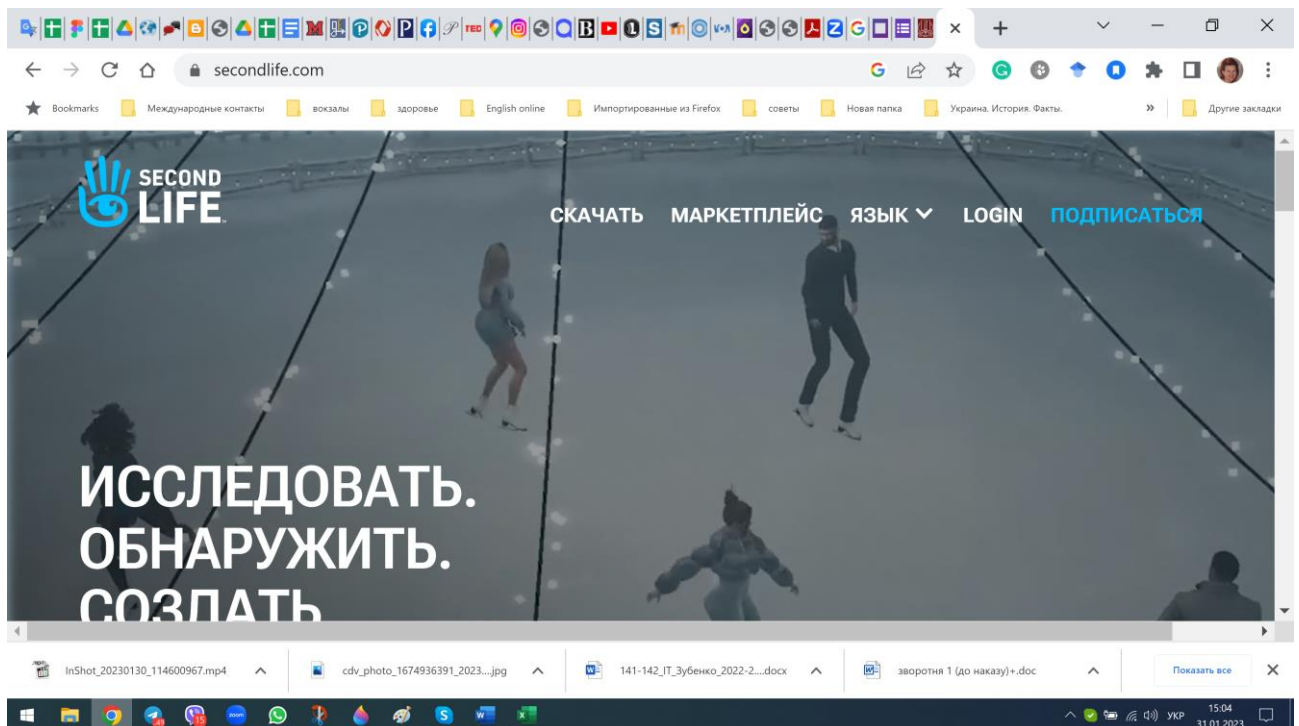 secondlife.com
Bookmarks Международные контакты вокзалы здоровье English online Импортированные из Firefox советы Новая папка Украина. История. Факты. » Другие закладки
SECOND
LIFE
СКАЧАТЬ МАРКЕТПЛЕЙС ЯЗЫК LOGIN ПОДПИСАТЬСЯ
ИССЛЕДОВАТЬ.
ОБНАРУЖИТЬ.
СОЗДАТЬ
InShot_20230130_114600967.mp4 cdv_photo_1674936391_2023....jpg 141-142_ІТ_Зубенко_2022-2....docx зворотня 1 (до наказу)+.doc Показать все
УКР 15:04
31.01.2023